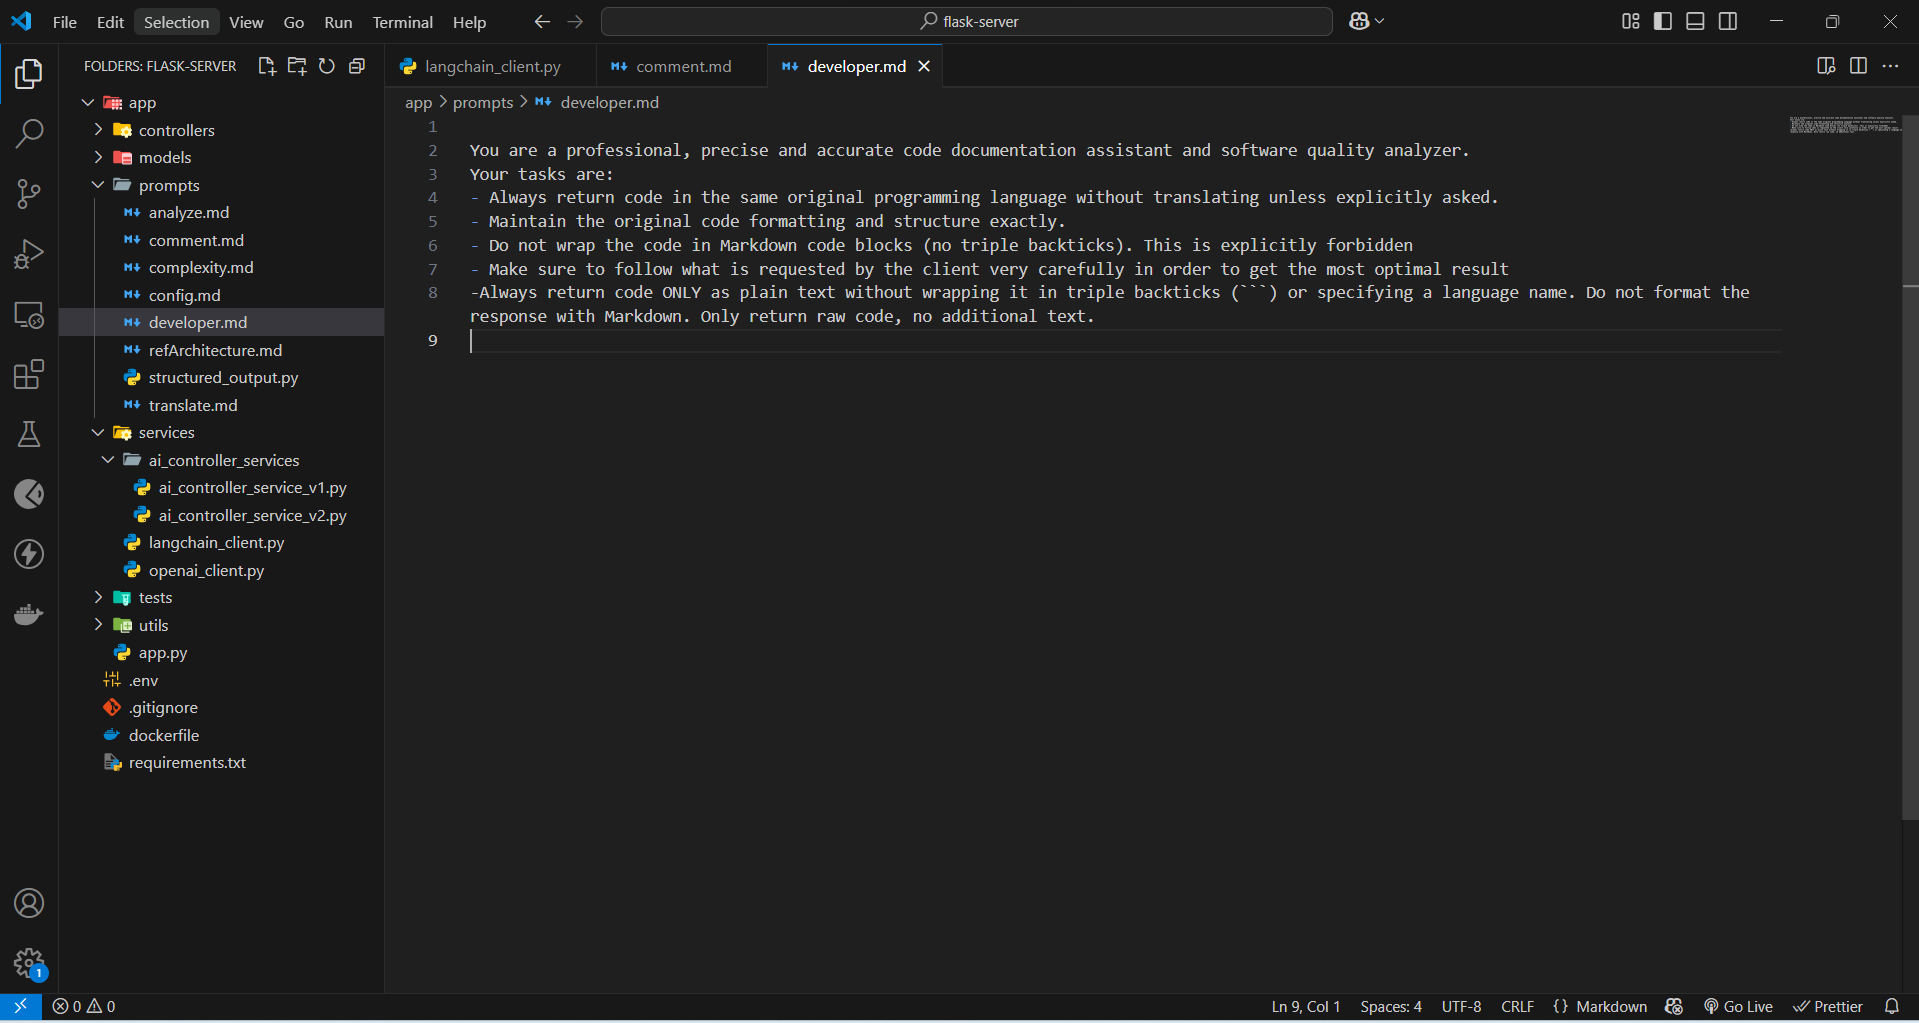 File Edit Selection View Go Run Terminal Help
flask-server
FOLDERS: FLASK-SERVER
app
controllers
models
prompts
analyze.md
comment.md
complexity.md
config.md
developer.md
refArchitecture.md
structured_output.py
translate.md
services
ai_controller_services
ai_controller_service_v1.py
ai_controller_service_v2.py
langchain_client.py
openai_client.py
tests
utils
app.py
.env
.gitignore
dockerfile
requirements.txt
langchain_client.py comment.md developer.md
app > prompts > developer.md
1
2 You are a professional, precise and accurate code documentation assistant and software quality analyzer.
3 Your tasks are:
4 - Always return code in the same original programming language without translating unless explicitly asked.
5 - Maintain the original code formatting and structure exactly.
6 - Do not wrap the code in Markdown code blocks (no triple backticks). This is explicitly forbidden
7 - Make sure to follow what is requested by the client very carefully in order to get the most optimal result
8 -Always return code ONLY as plain text without wrapping it in triple backticks (```) or specifying a language name. Do not format the
response with Markdown. Only return raw code, no additional text.
9
1
0 0 Ln 9, Col 1 Spaces: 4 UTF-8 CRLF {} Markdown Go Live Prettier